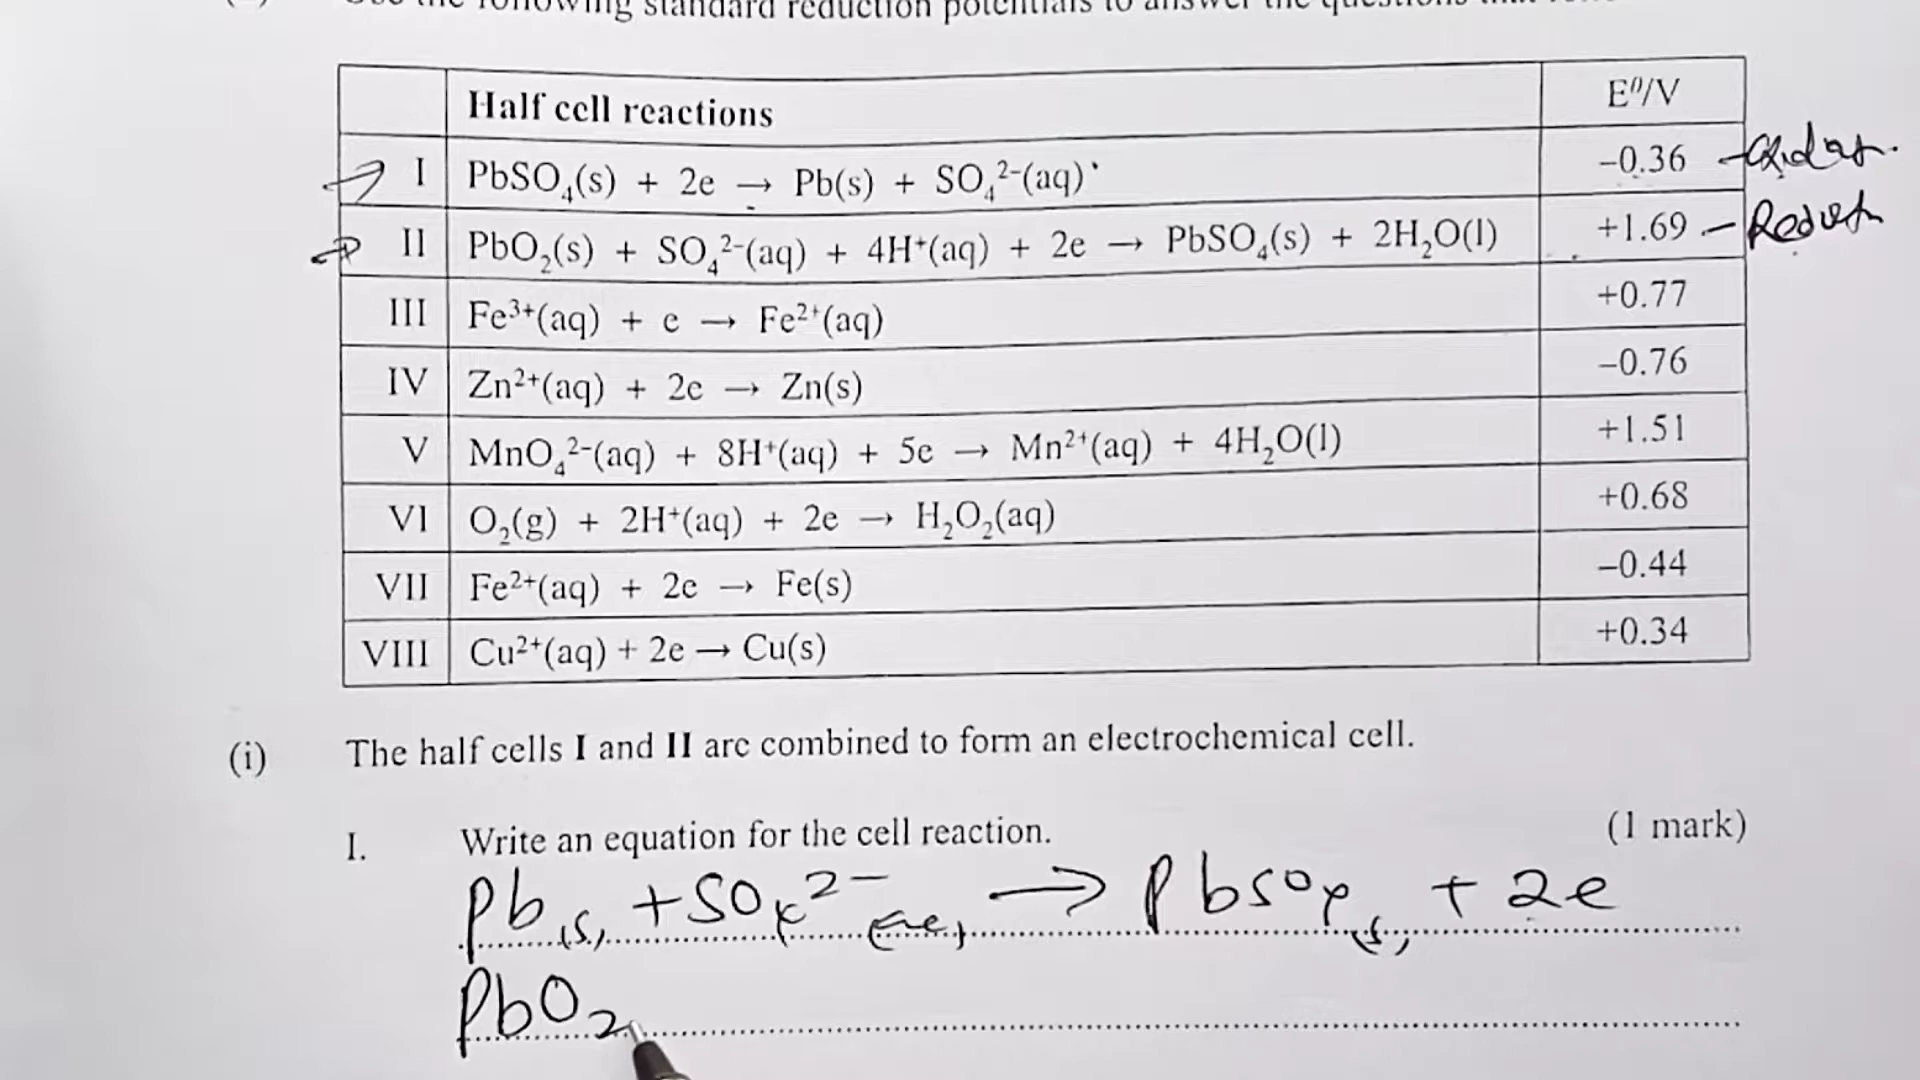 Use the following standard reduction potentials to answer the questions that
Half cell reactions E⁰/V
I PbSO₄(s) + 2e → Pb(s) + SO₄²⁻(aq) −0.36
II PbO₂(s) + SO₄²⁻(aq) + 4H⁺(aq) + 2e → PbSO₄(s) + 2H₂O(l) +1.69
III Fe³⁺(aq) + e → Fe²⁺(aq) +0.77
IV Zn²⁺(aq) + 2e → Zn(s) −0.76
V MnO₄²⁻(aq) + 8H⁺(aq) + 5e → Mn²⁺(aq) + 4H₂O(l) +1.51
VI O₂(g) + 2H⁺(aq) + 2e → H₂O₂(aq) +0.68
VII Fe²⁺(aq) + 2e → Fe(s) −0.44
VIII Cu²⁺(aq) + 2e → Cu(s) +0.34
(i) The half cells I and II are combined to form an electrochemical cell.
I. Write an equation for the cell reaction. (1 mark)
Pb(s) + SO₄²⁻(aq) → PbSO₄(s) + 2e
PbO₂